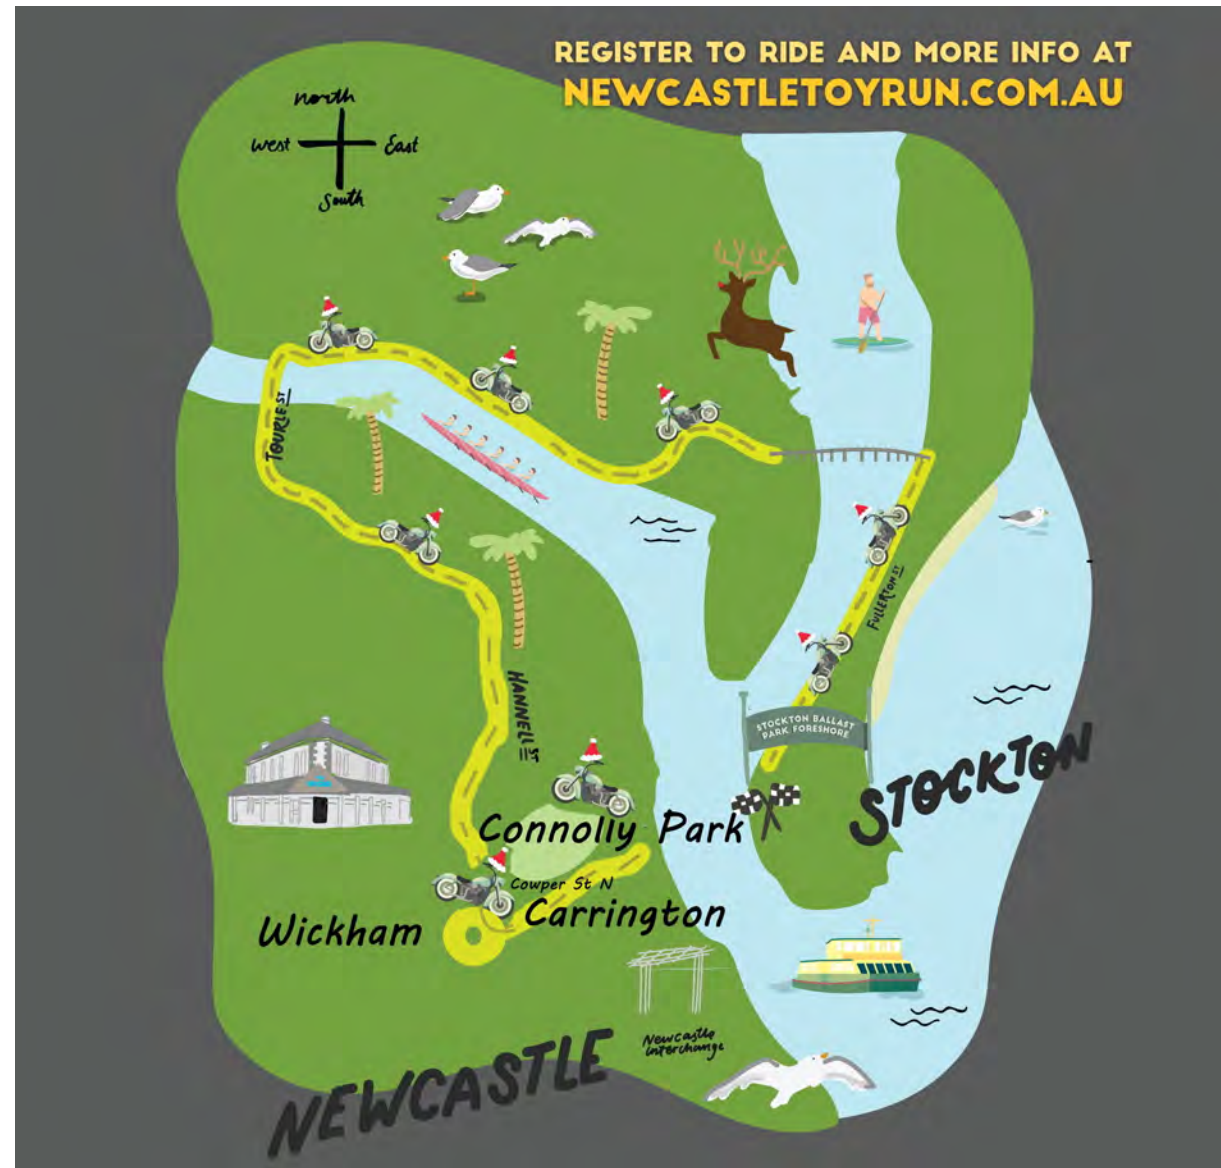 REGISTER TO RIDE AND MORE INFO AT
NEWCASTLETOYRUN.COM.AU
North
West
East
South
TOURLE ST
HANNELL ST
FULLERTON ST
STOCKTON BALLAST
PARK FORESHORE
STOCKTON
Connolly Park
Cowper St N
Carrington
Wickham
Newcastle
interchange
NEWCASTLE